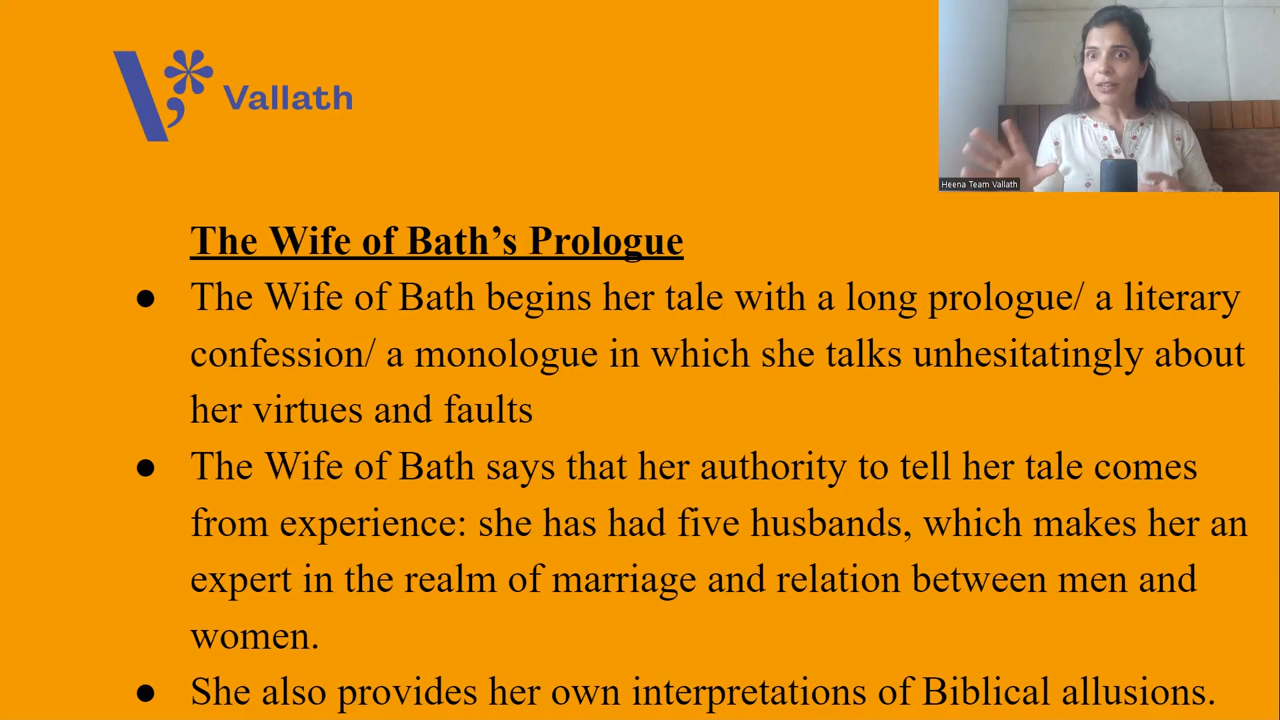 Vallath
Heena Team Vallath
The Wife of Bath's Prologue
● The Wife of Bath begins her tale with a long prologue/ a literary
confession/ a monologue in which she talks unhesitatingly about
her virtues and faults
● The Wife of Bath says that her authority to tell her tale comes
from experience: she has had five husbands, which makes her an
expert in the realm of marriage and relation between men and
women.
● She also provides her own interpretations of Biblical allusions.